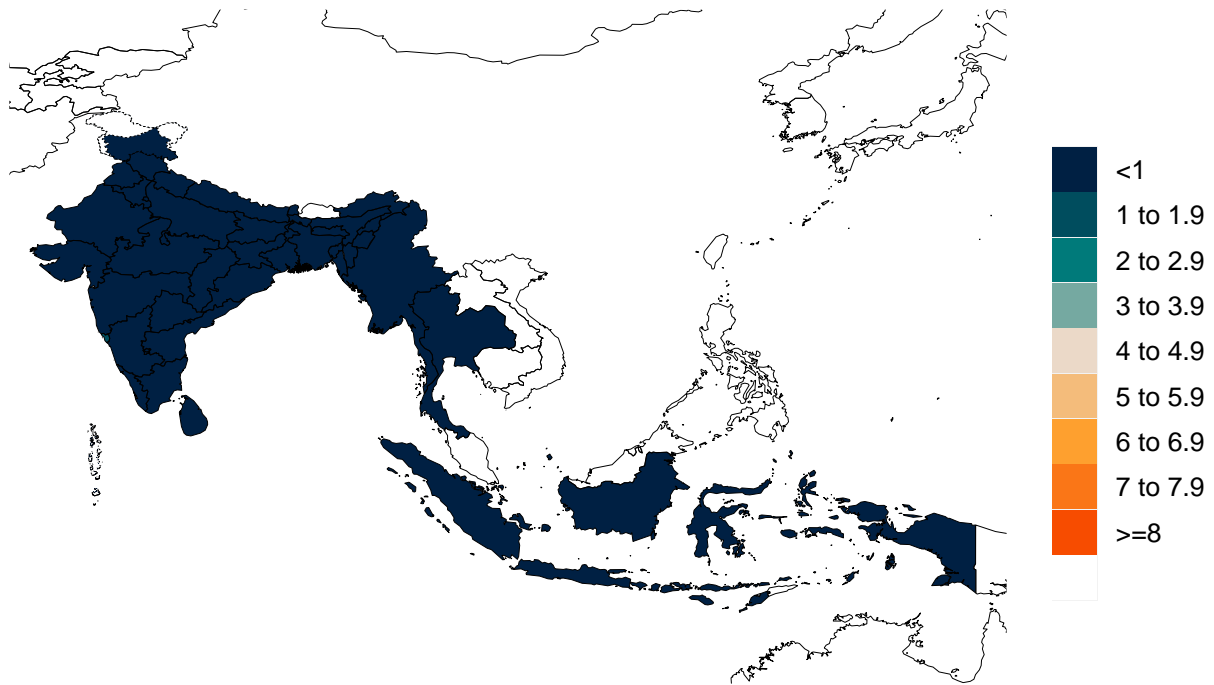 <1
1 to 1.9
2 to 2.9
3 to 3.9
4 to 4.9
5 to 5.9
6 to 6.9
7 to 7.9
>=8